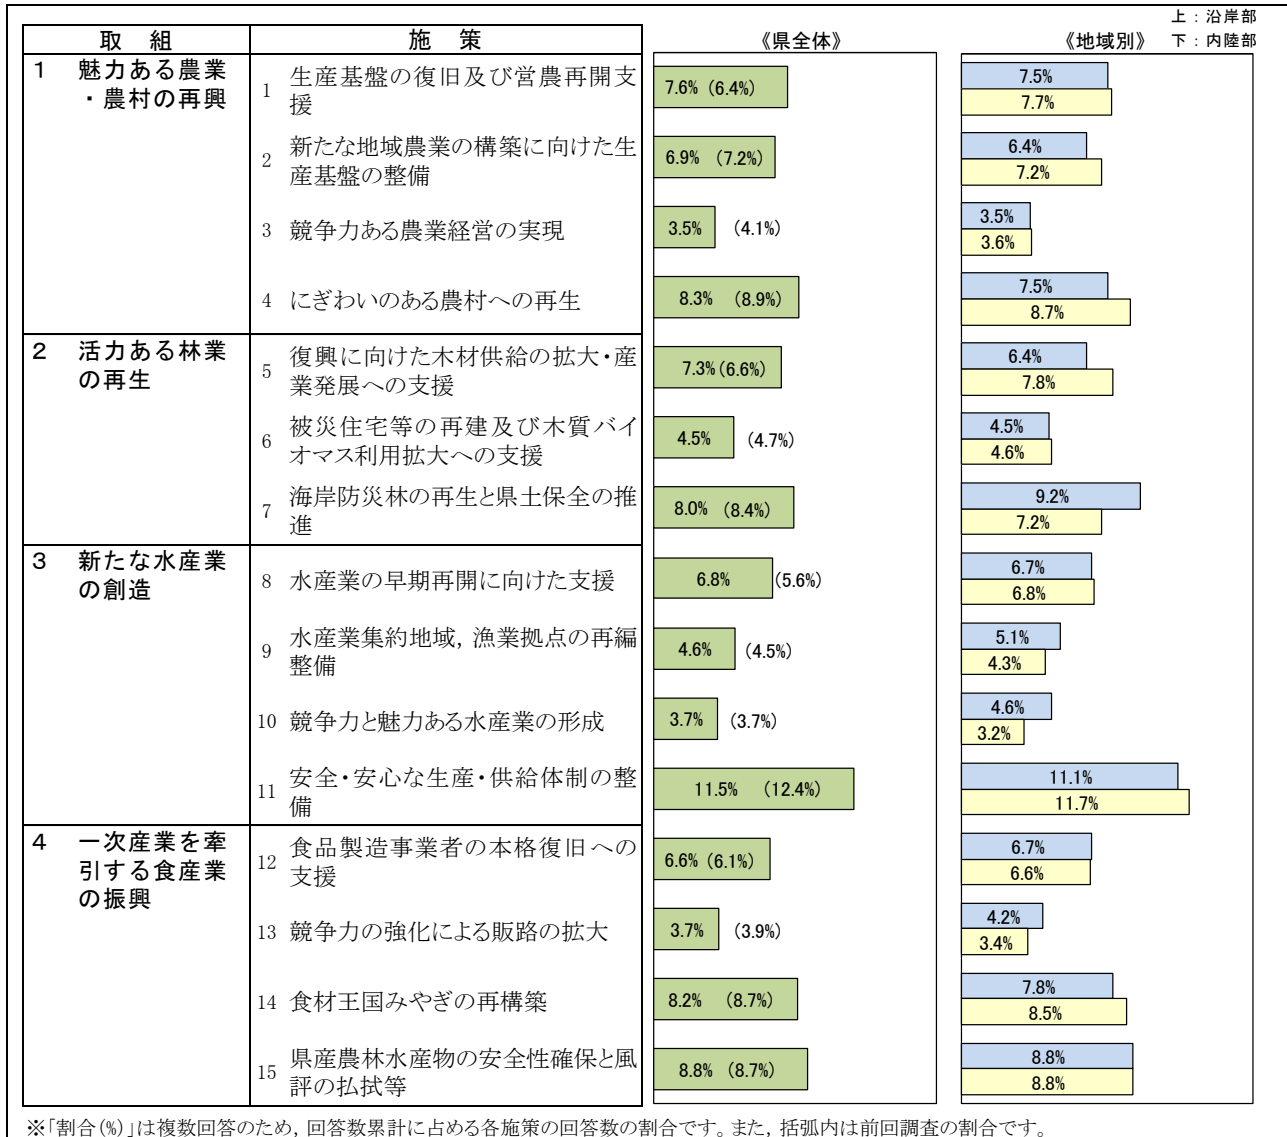 上：沿岸部
取 組 施 策 《県全体》 《地域別》 下：内陸部
1 魅力ある農業
・農村の再興
1 生産基盤の復旧及び営農再開支
援
7.6% (6.4%)
7.5%
7.7%
2 新たな地域農業の構築に向けた生
産基盤の整備
6.9% (7.2%)
6.4%
7.2%
3 競争力ある農業経営の実現
3.5% (4.1%)
3.5%
3.6%
4 にぎわいのある農村への再生
8.3% (8.9%)
7.5%
8.7%
2 活力ある林業
の再生
5 復興に向けた木材供給の拡大・産
業発展への支援
7.3%(6.6%)
6.4%
7.8%
6 被災住宅等の再建及び木質バイ
オマス利用拡大への支援
4.5% (4.7%)
4.5%
4.6%
7 海岸防災林の再生と県土保全の推
進
8.0% (8.4%)
9.2%
7.2%
3 新たな水産業
の創造
8 水産業の早期再開に向けた支援
6.8% (5.6%)
6.7%
6.8%
9 水産業集約地域，漁業拠点の再編
整備
4.6% (4.5%)
5.1%
4.3%
10 競争力と魅力ある水産業の形成
3.7% (3.7%)
4.6%
3.2%
11 安全・安心な生産・供給体制の整
備
11.5% (12.4%)
11.1%
11.7%
4 一次産業を牽
引する食産業
の振興
12 食品製造事業者の本格復旧への
支援
6.6% (6.1%)
6.7%
6.6%
13 競争力の強化による販路の拡大
3.7% (3.9%)
4.2%
3.4%
14 食材王国みやぎの再構築
8.2% (8.7%)
7.8%
8.5%
15 県産農林水産物の安全性確保と風
評の払拭等
8.8% (8.7%)
8.8%
8.8%
※「割合(%)」は複数回答のため，回答数累計に占める各施策の回答数の割合です。また，括弧内は前回調査の割合です。